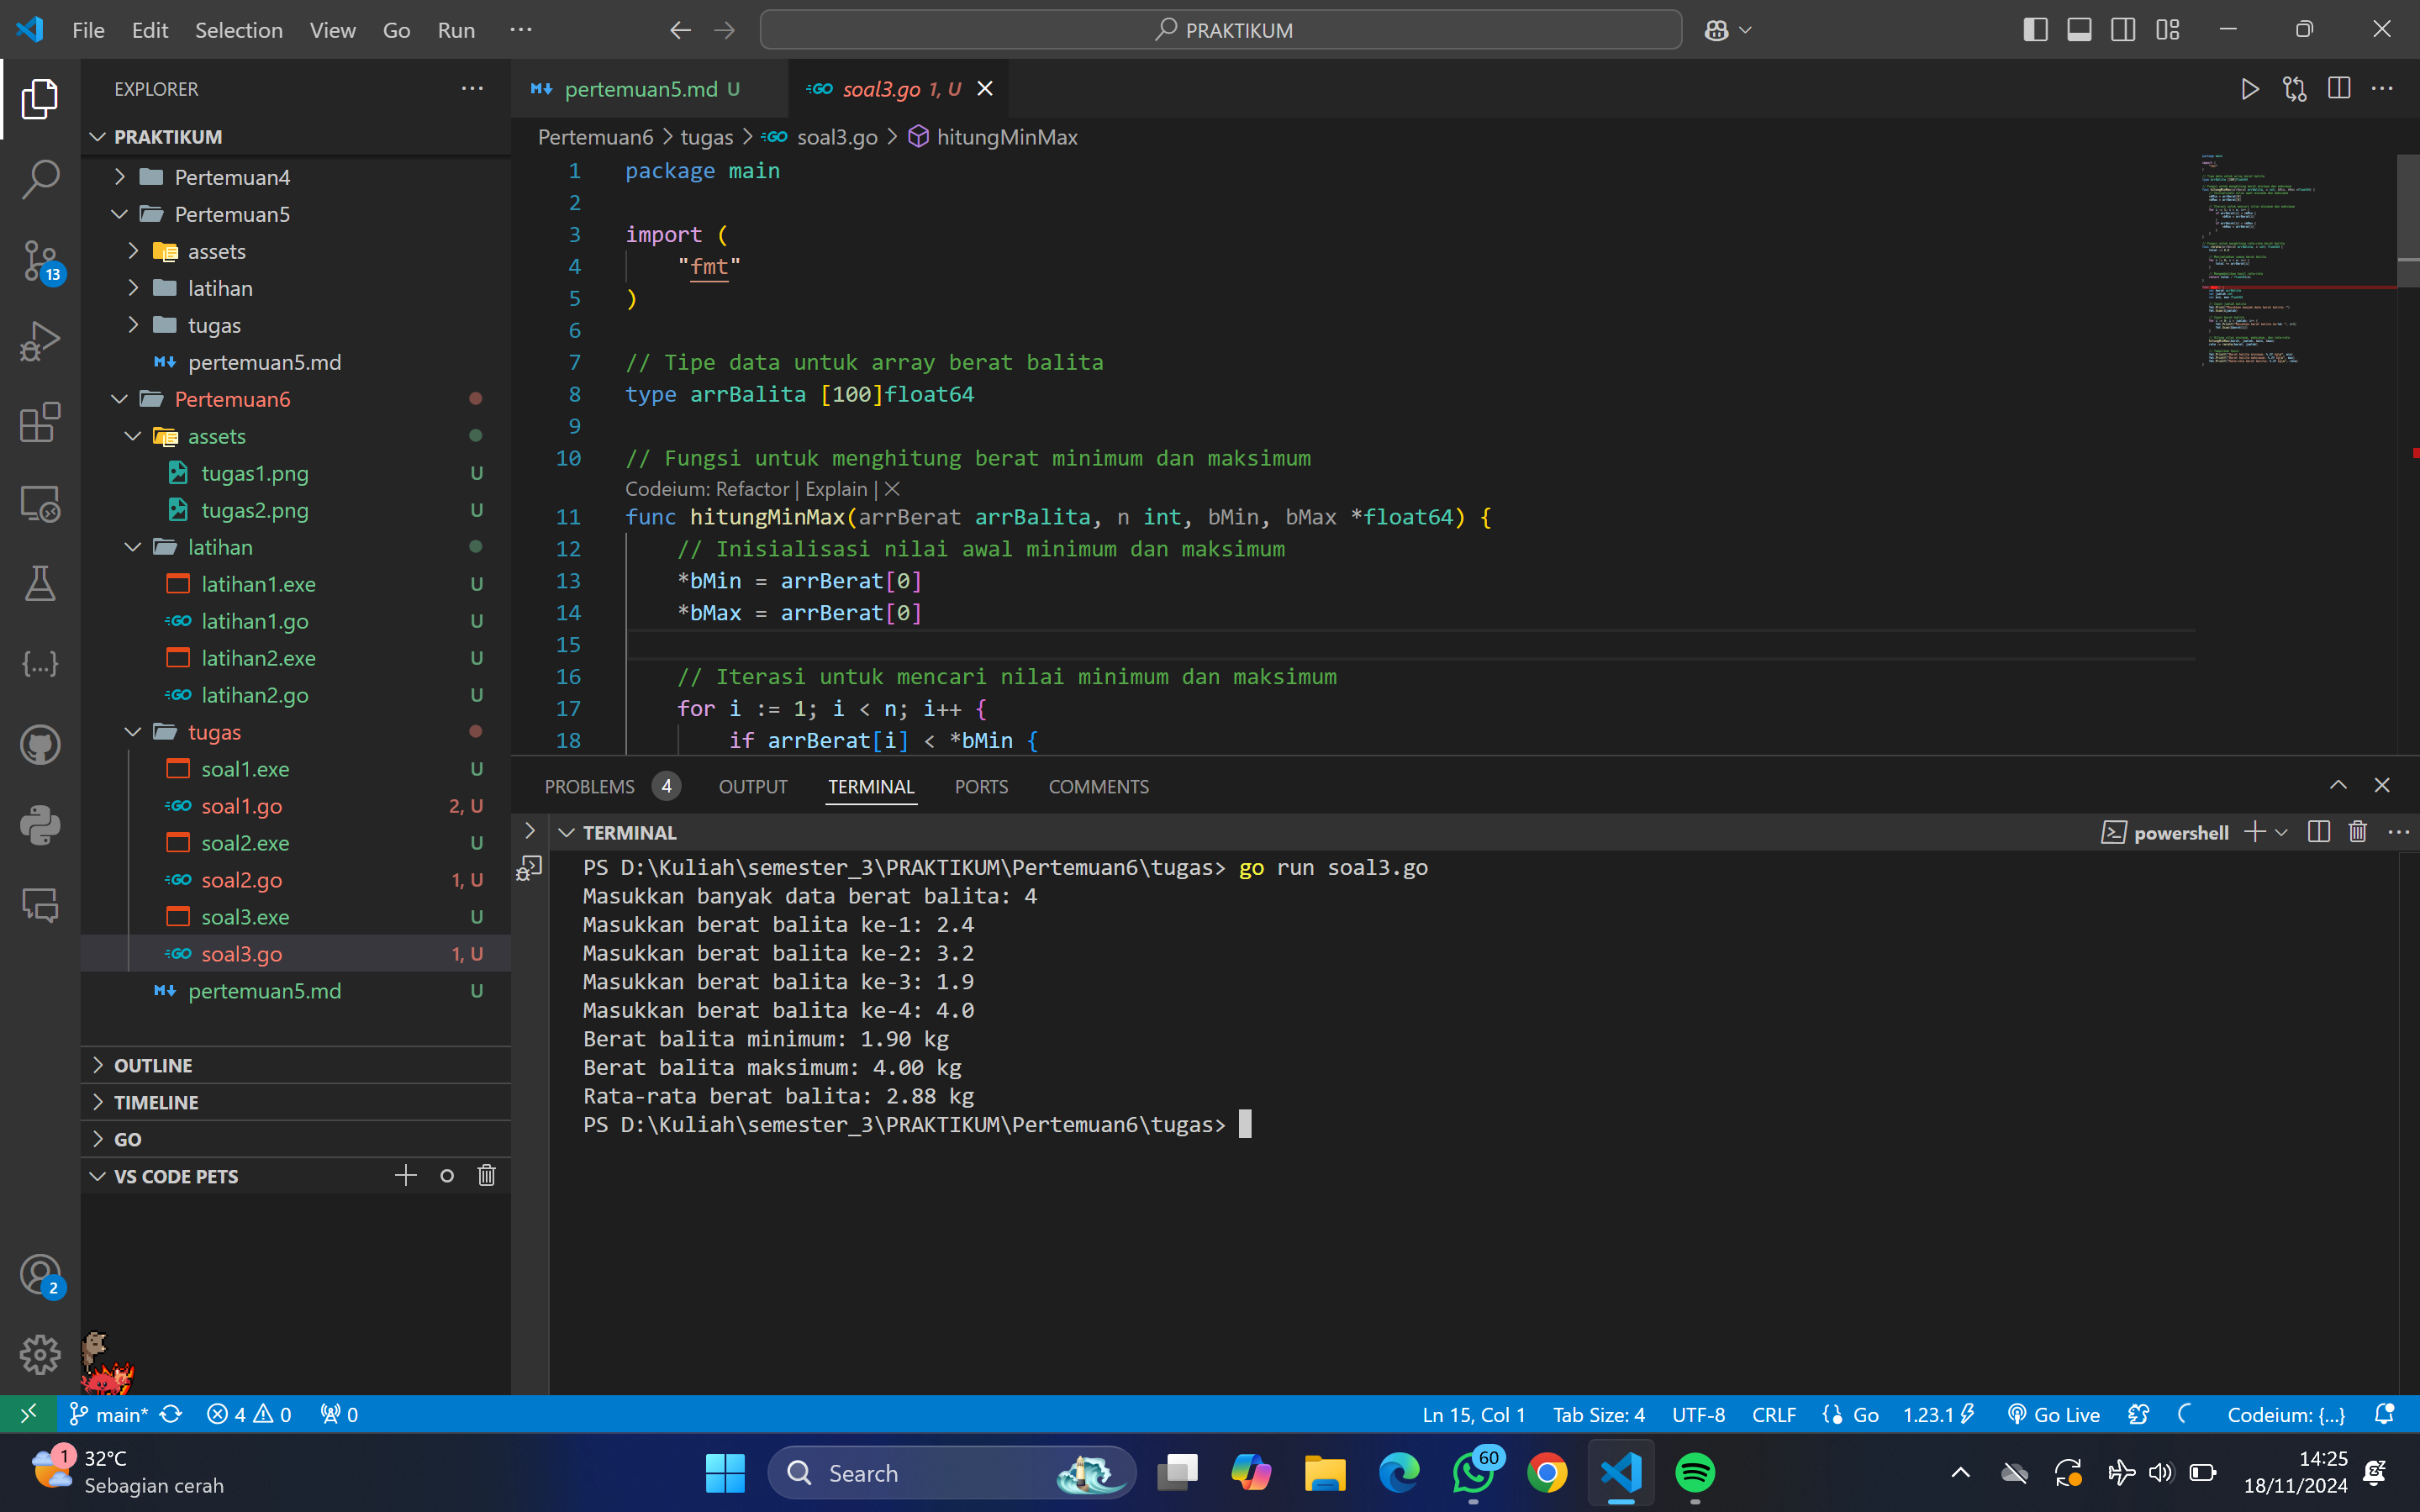 File Edit Selection View Go Run ··· PRAKTIKUM
EXPLORER ···
PRAKTIKUM
Pertemuan4
Pertemuan5
assets
latihan
tugas
pertemuan5.md
Pertemuan6
assets
tugas1.png U
tugas2.png U
latihan
latihan1.exe U
latihan1.go U
latihan2.exe U
latihan2.go U
tugas
soal1.exe U
soal1.go 2, U
soal2.exe U
soal2.go 1, U
soal3.exe U
soal3.go 1, U
pertemuan5.md U
OUTLINE
TIMELINE
GO
VS CODE PETS
13
2
pertemuan5.md U soal3.go 1, U
Pertemuan6 > tugas > soal3.go > hitungMinMax
1 package main
2
3 import (
4 "fmt"
5 )
6
7 // Tipe data untuk array berat balita
8 type arrBalita [100]float64
9
10 // Fungsi untuk menghitung berat minimum dan maksimum
Codeium: Refactor | Explain | ×
11 func hitungMinMax(arrBerat arrBalita, n int, bMin, bMax *float64) {
12 // Inisialisasi nilai awal minimum dan maksimum
13 *bMin = arrBerat[0]
14 *bMax = arrBerat[0]
15
16 // Iterasi untuk mencari nilai minimum dan maksimum
17 for i := 1; i < n; i++ {
18 if arrBerat[i] < *bMin {
PROBLEMS 4 OUTPUT TERMINAL PORTS COMMENTS
TERMINAL powershell
PS D:\Kuliah\semester_3\PRAKTIKUM\Pertemuan6\tugas> go run soal3.go
Masukkan banyak data berat balita: 4
Masukkan berat balita ke-1: 2.4
Masukkan berat balita ke-2: 3.2
Masukkan berat balita ke-3: 1.9
Masukkan berat balita ke-4: 4.0
Berat balita minimum: 1.90 kg
Berat balita maksimum: 4.00 kg
Rata-rata berat balita: 2.88 kg
PS D:\Kuliah\semester_3\PRAKTIKUM\Pertemuan6\tugas>
main* 4 0 0 Ln 15, Col 1 Tab Size: 4 UTF-8 CRLF Go 1.23.1 Go Live Codeium: {...}
1 32°C
Sebagian cerah
Search
60
14:25
18/11/2024